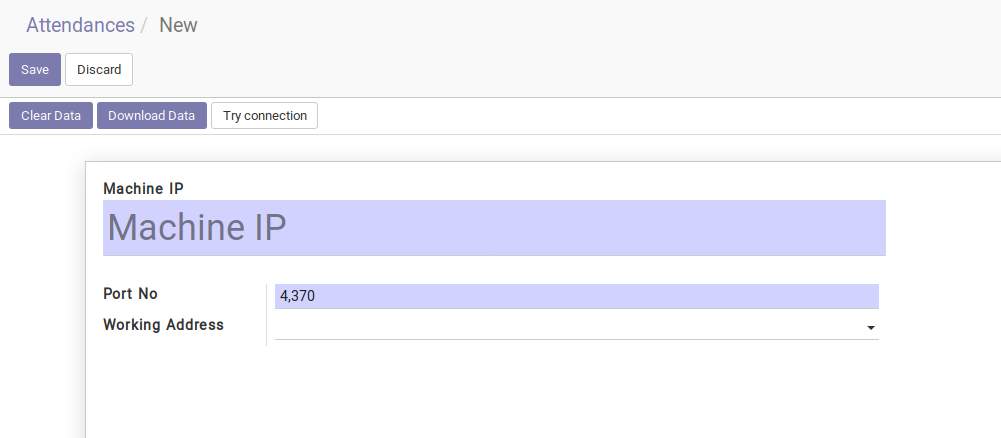 Attendances / New
Save Discard
Clear Data Download Data Try connection
Machine IP
Machine IP
Port No 4,370
Working Address